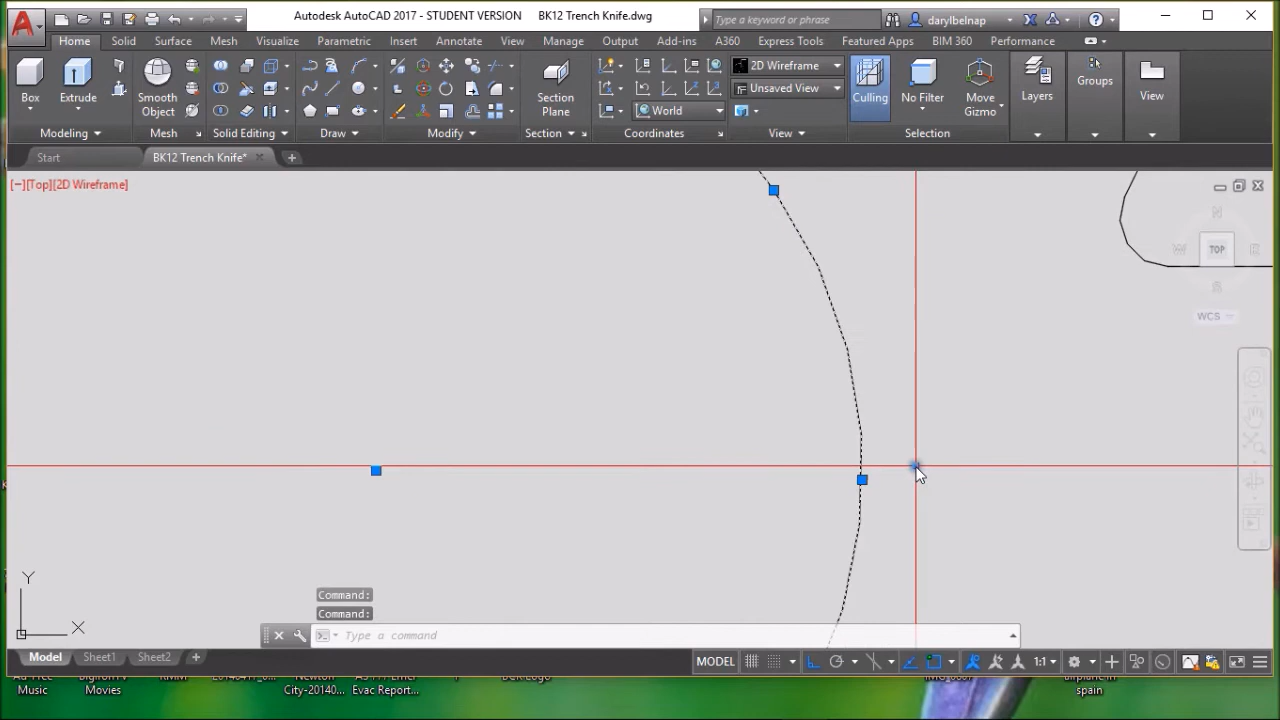 Autodesk AutoCAD 2017 - STUDENT VERSION BK12 Trench Knife.dwg
Type a keyword or phrase
darylbelnap
Home Solid Surface Mesh Visualize Parametric Insert Annotate View Manage Output Add-ins A360 Express Tools Featured Apps BIM 360 Performance
2D Wireframe
Unsaved View
World
Box Extrude Smooth Object Section Plane Culling No Filter Move Gizmo Layers Groups View
Modeling Mesh Solid Editing Draw Modify Section Coordinates View Selection
Start BK12 Trench Knife*
[−][Top][2D Wireframe]
N
W TOP
S
WCS
Y
X
Command:
Command:
Type a command
Model Sheet1 Sheet2
MODEL 1:1
Music
Movies
City-20140...
Evac Report...
spain